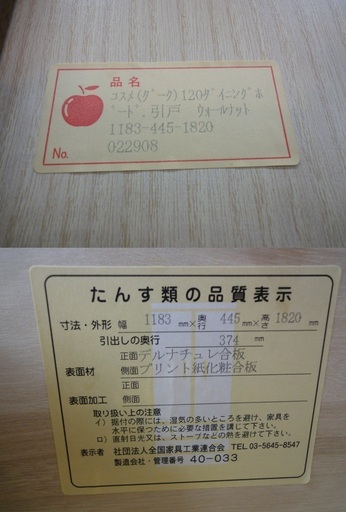 品名
コスメ(ダーク)120ダイニングボ
ード.引戸 ウォールナット
1183-445-1820
No. 022908
たんす類の品質表示
寸法・外形 幅 1183 mm× 奥行 445 mm× 高さ 1820 mm
引出しの奥行 374 mm
表面材 正面 デルナチュレ合板
側面 プリント紙化粧合板
表面加工 正面
側面
取り扱い上の注意
イ)据付の際には、湿気の多いところを避け、家具を
水平に保つために必要な措置を講じて下さい。
ロ)直射日光又は、ストーブなどの熱を避けて下さい。
表示者 社団法人全国家具工業連合会 TEL 03-5645-8547
製造会社・管理番号 40-033